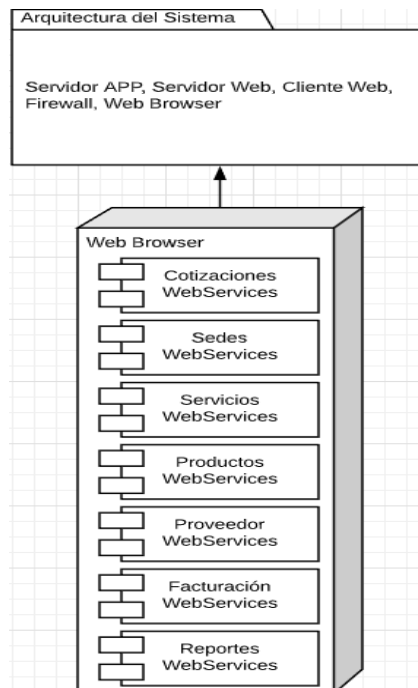 Arquitectura del Sistema
Servidor APP, Servidor Web, Cliente Web,
Firewall, Web Browser
Web Browser
Cotizaciones
WebServices
Sedes
WebServices
Servicios
WebServices
Productos
WebServices
Proveedor
WebServices
Facturación
WebServices
Reportes
WebServices